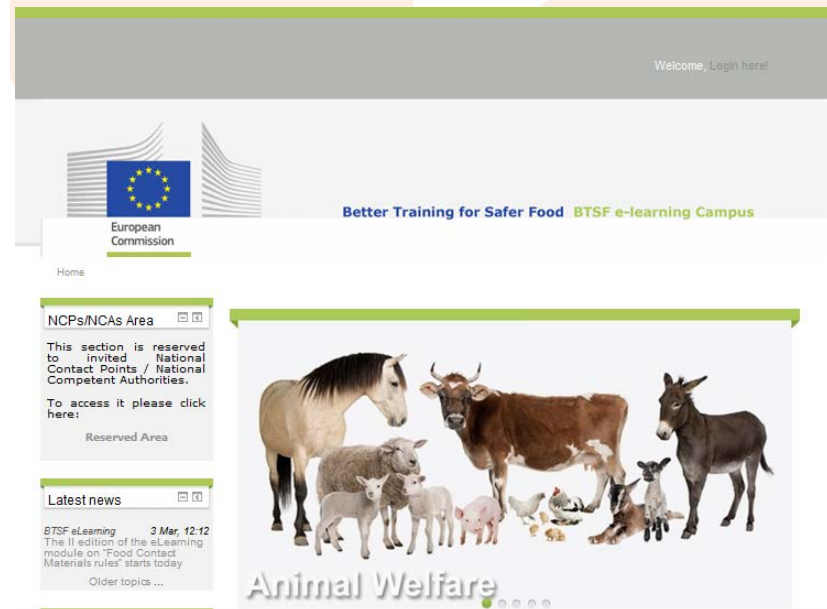 Welcome, Login here!
European
Commission
Better Training for Safer Food BTSF e-learning Campus
Home
NCPs/NCAs Area
This section is reserved
to invited National
Contact Points / National
Competent Authorities.
To access it please click
here:
Reserved Area
Latest news
BTSF eLearning 3 Mar, 12:12
The II edition of the eLearning
module on "Food Contact
Materials rules" starts today
Older topics ...
Animal Welfare